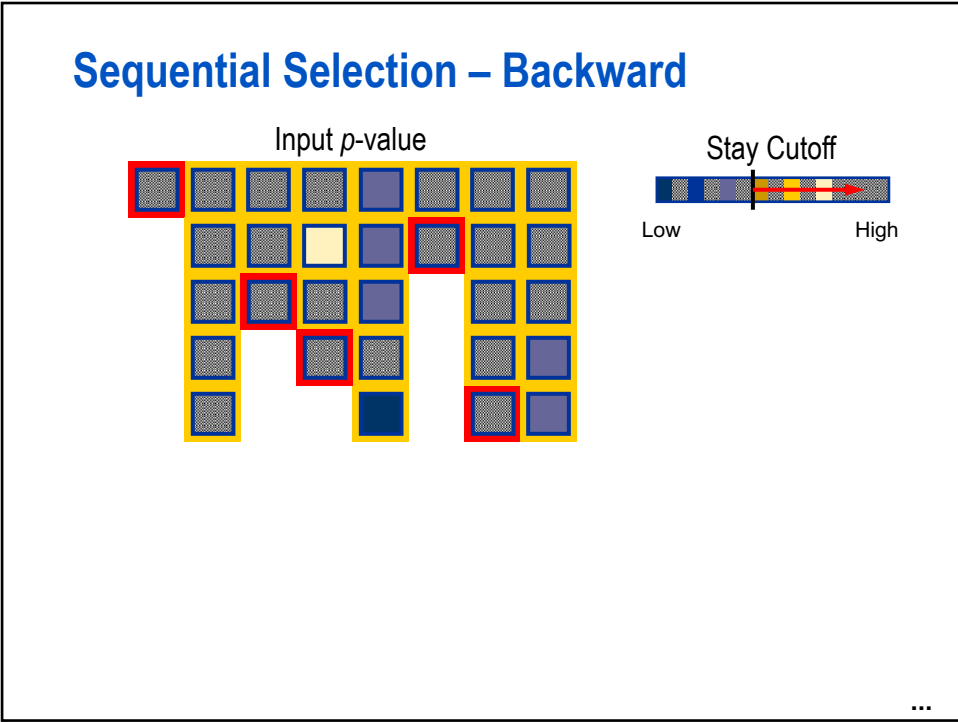 Sequential Selection – Backward
Input p-value
Stay Cutoff
Low High
...